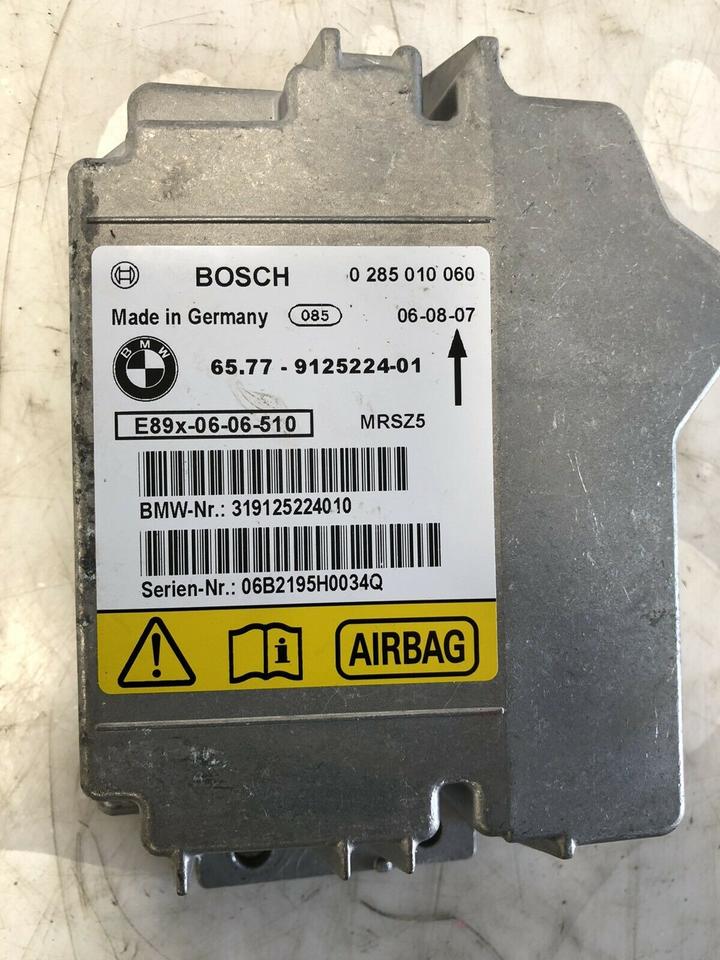 BOSCH 0 285 010 060
Made in Germany 085 06-08-07
BMW
65.77 - 9125224-01
E89x-06-06-510 MRSZ5
BMW-Nr.: 319125224010
Serien-Nr.: 06B2195H0034Q
! i AIRBAG